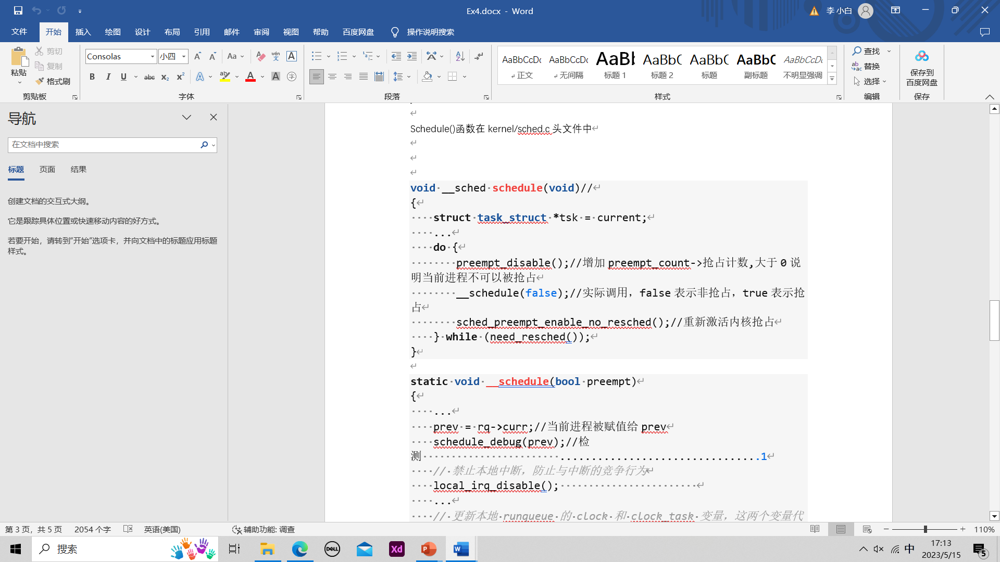 Ex4.docx - Word
李 小白
文件 开始 插入 绘图 设计 布局 引用 邮件 审阅 视图 帮助 百度网盘 操作说明搜索
粘贴
剪切
复制
格式刷
剪贴板
Consolas 小四
字体
段落
AaBbCcDc AaBbCcDc AaBb AaBbC AaBbC AaBbC AaBbCcDc
正文 无间隔 标题 1 标题 2 标题 副标题 不明显强调
样式
查找
替换
选择
编辑
保存到
百度网盘
保存
导航
在文档中搜索
标题 页面 结果
创建文档的交互式大纲。
它是跟踪具体位置或快速移动内容的好方式。
若要开始，请转到"开始"选项卡，并向文档中的标题应用标题
样式。
Schedule()函数在 kernel/sched.c 头文件中
void __sched schedule(void)//
{
    struct task_struct *tsk = current;
    ...
    do {
        preempt_disable();//增加 preempt_count->抢占计数,大于 0 说
明当前进程不可以被抢占
        __schedule(false);//实际调用，false 表示非抢占，true 表示抢
占
        sched_preempt_enable_no_resched();//重新激活内核抢占
    } while (need_resched());
}
static void __schedule(bool preempt)
{
    ...
    prev = rq->curr;//当前进程被赋值给 prev
    schedule_debug(prev);//检
测 ................................1
    // 禁止本地中断，防止与中断的竞争行为
    local_irq_disable();
    ...
    // 更新本地 runqueue 的 clock 和 clock_task 变量，这两个变量代
第 3 页，共 5 页 2054 个字 英语(美国) 辅助功能: 调查 110%
搜索
中
17:13
2023/5/15
5